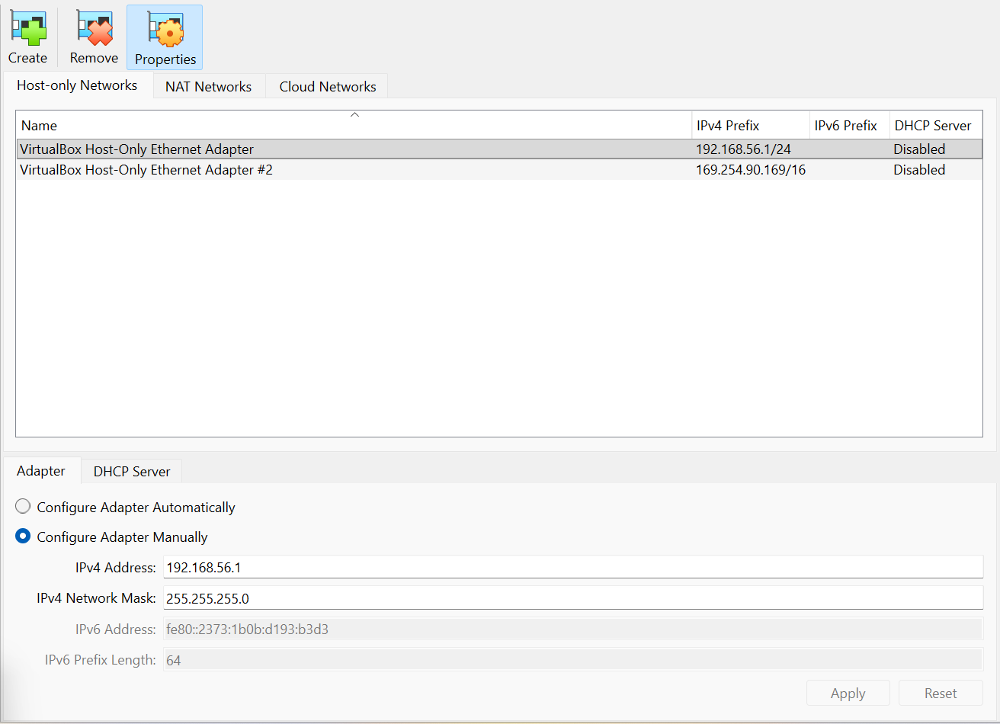 Create Remove Properties
Host-only Networks NAT Networks Cloud Networks
Name IPv4 Prefix IPv6 Prefix DHCP Server
VirtualBox Host-Only Ethernet Adapter 192.168.56.1/24 Disabled
VirtualBox Host-Only Ethernet Adapter #2 169.254.90.169/16 Disabled
Adapter DHCP Server
Configure Adapter Automatically
Configure Adapter Manually
IPv4 Address: 192.168.56.1
IPv4 Network Mask: 255.255.255.0
IPv6 Address: fe80::2373:1b0b:d193:b3d3
IPv6 Prefix Length: 64
Apply Reset